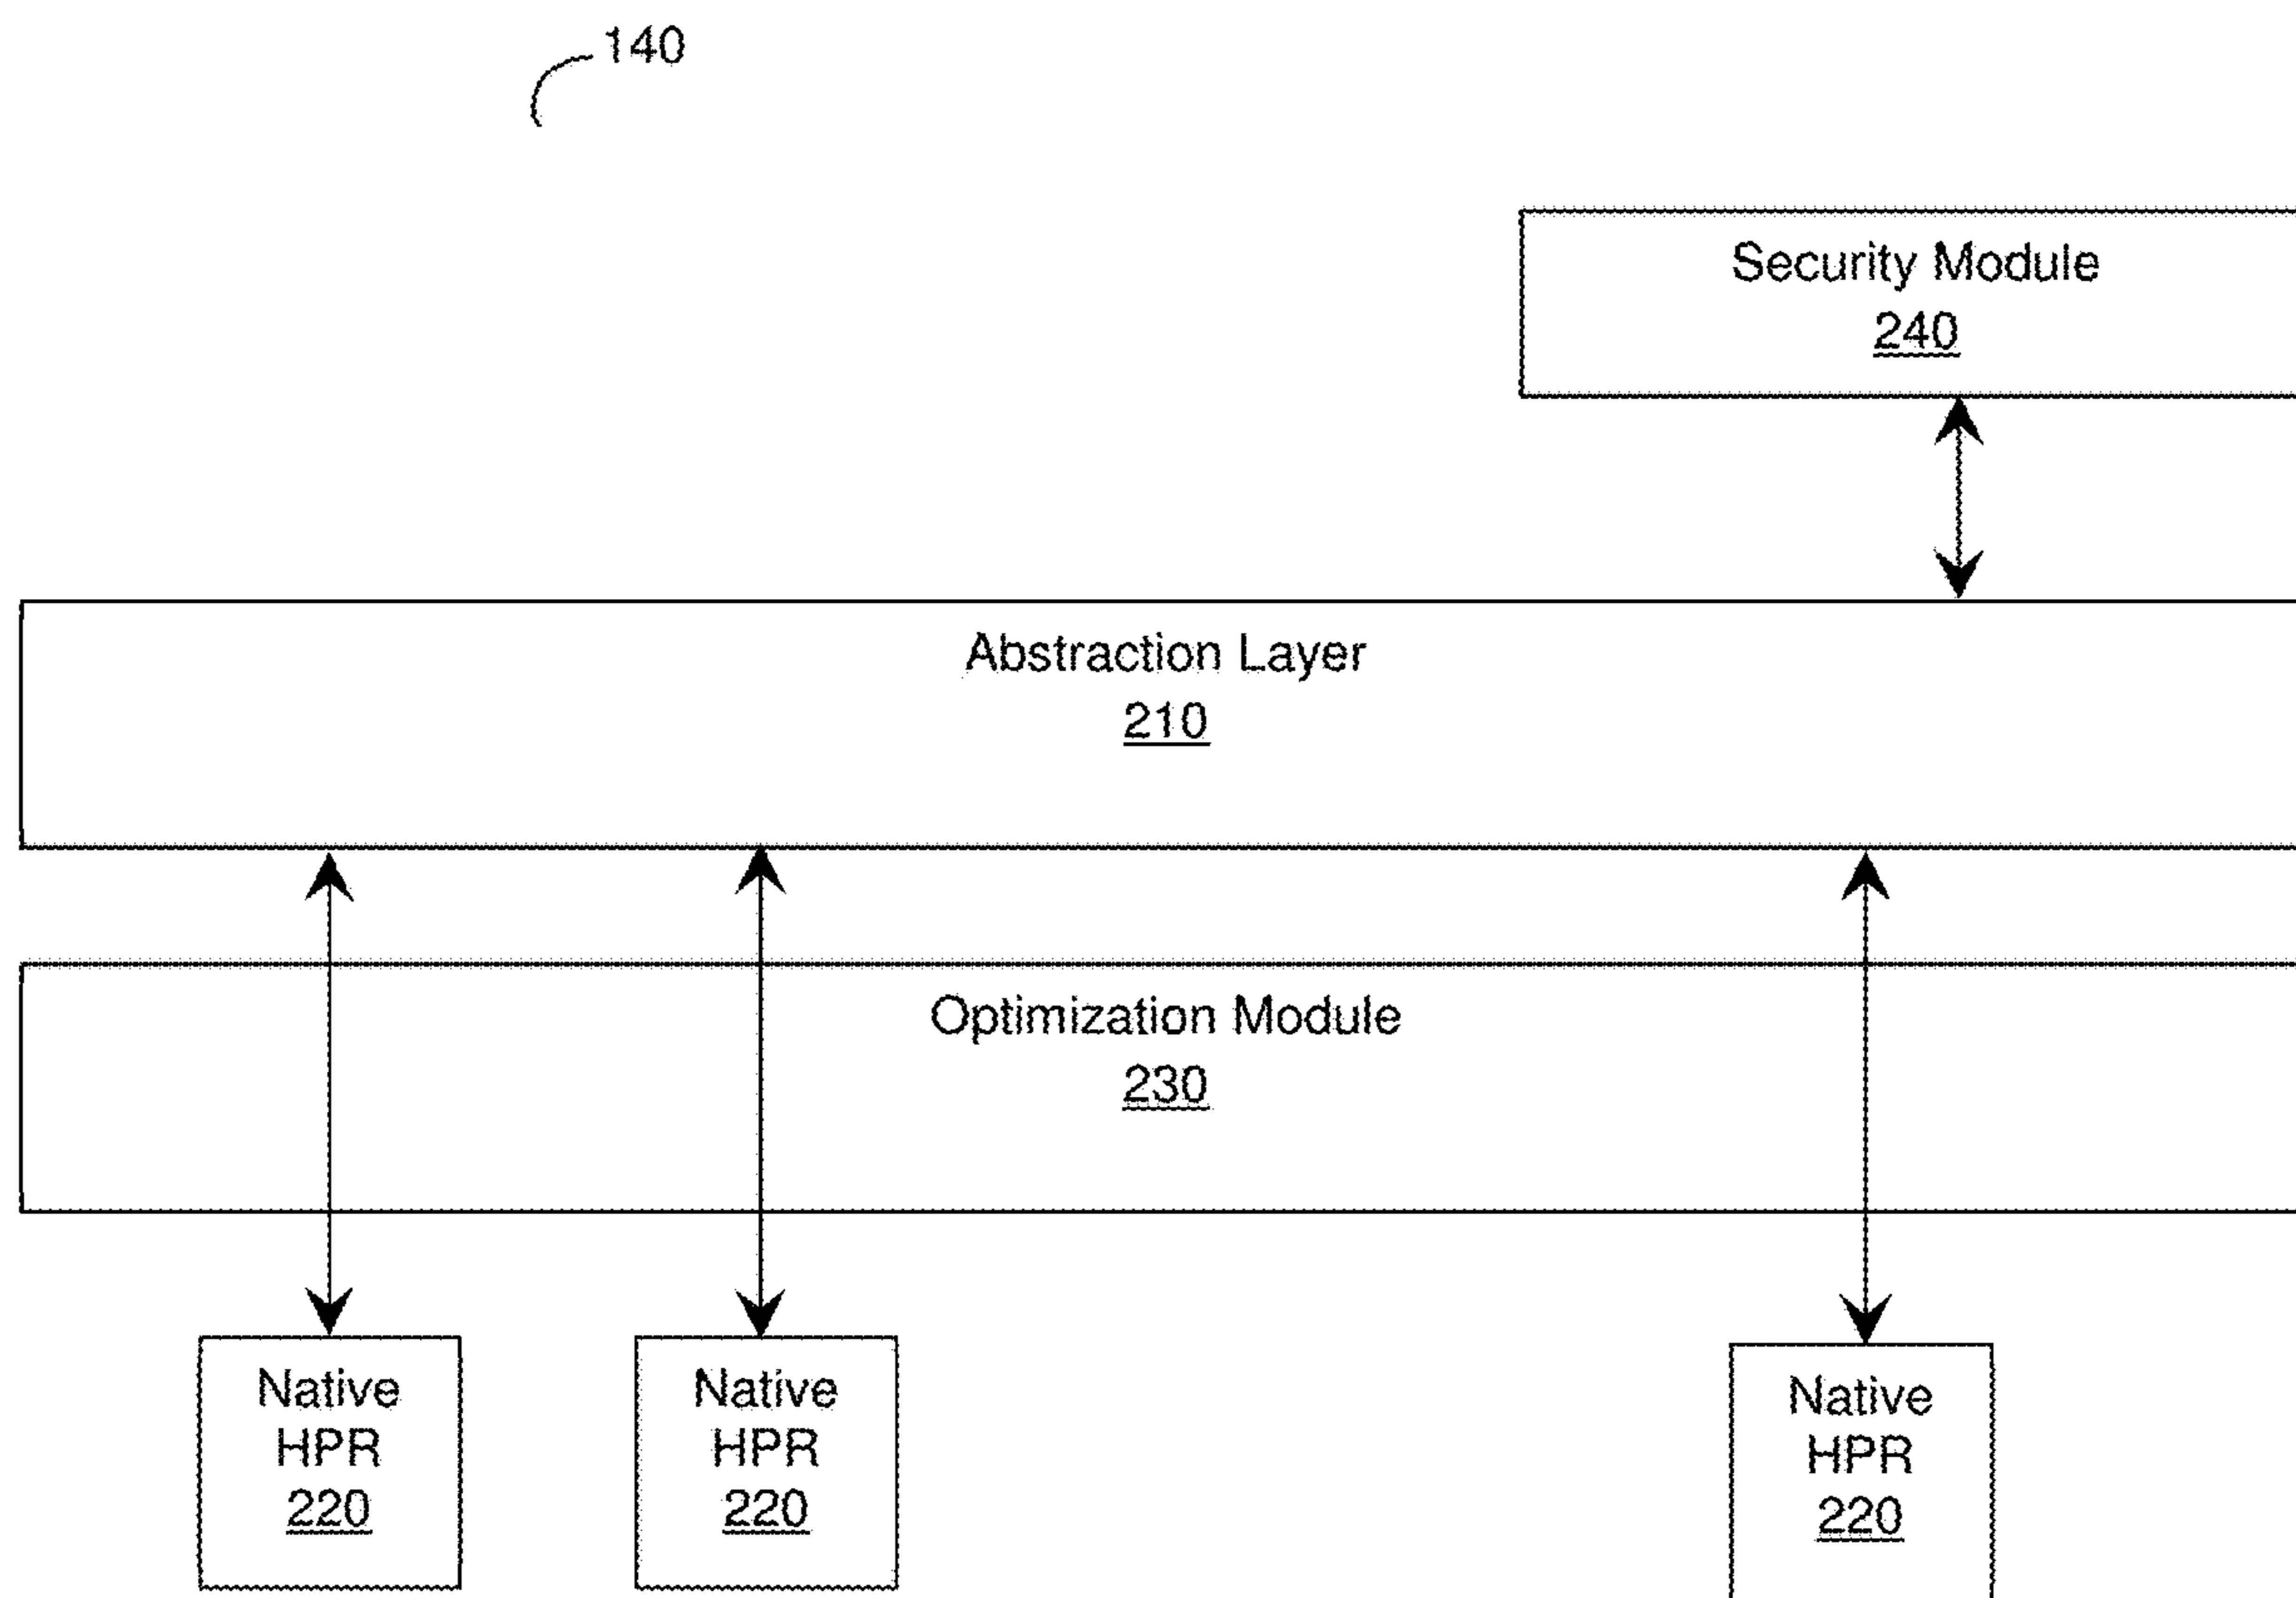 140
Security Module
240
Abstraction Layer
210
Optimization Module
230
Native
HPR
220
Native
HPR
220
Native
HPR
220